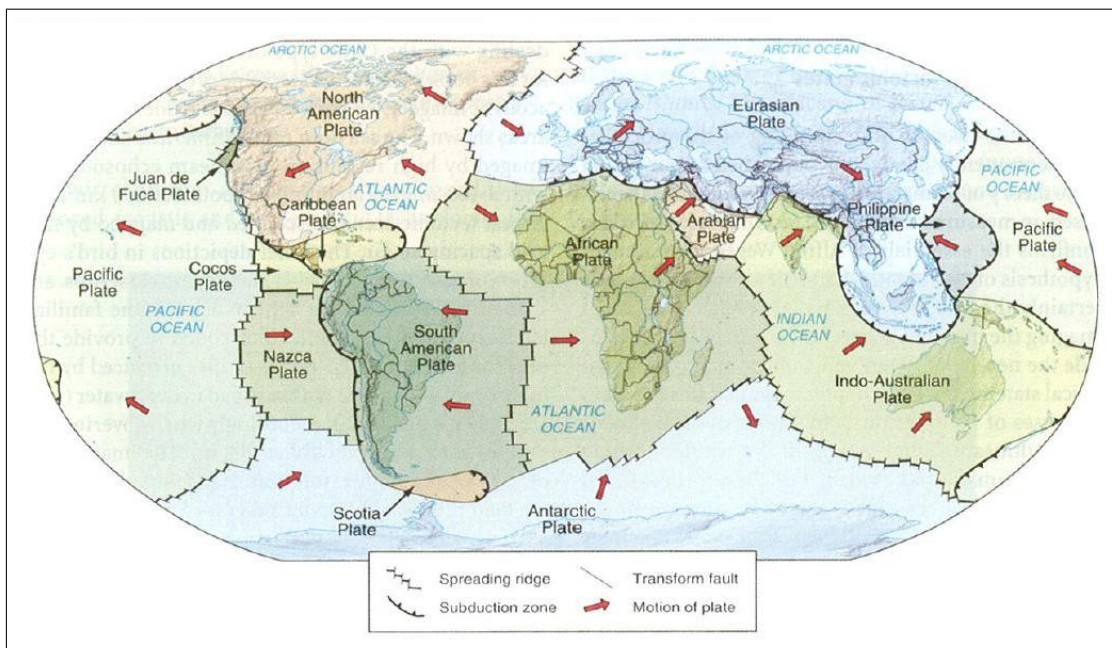 ARCTIC OCEAN
ARCTIC OCEAN
North
American
Plate
Eurasian
Plate
Juan de
Fuca Plate
ATLANTIC
OCEAN
Caribbean
Plate
Arabian
Plate
Philippine
Plate
PACIFIC
OCEAN
Pacific
Plate
African
Plate
Pacific
Plate
Cocos
Plate
PACIFIC
OCEAN
Nazca
Plate
South
American
Plate
INDIAN
OCEAN
Indo-Australian
Plate
ATLANTIC
OCEAN
Scotia
Plate
Antarctic
Plate
Spreading ridge
Transform fault
Subduction zone
Motion of plate